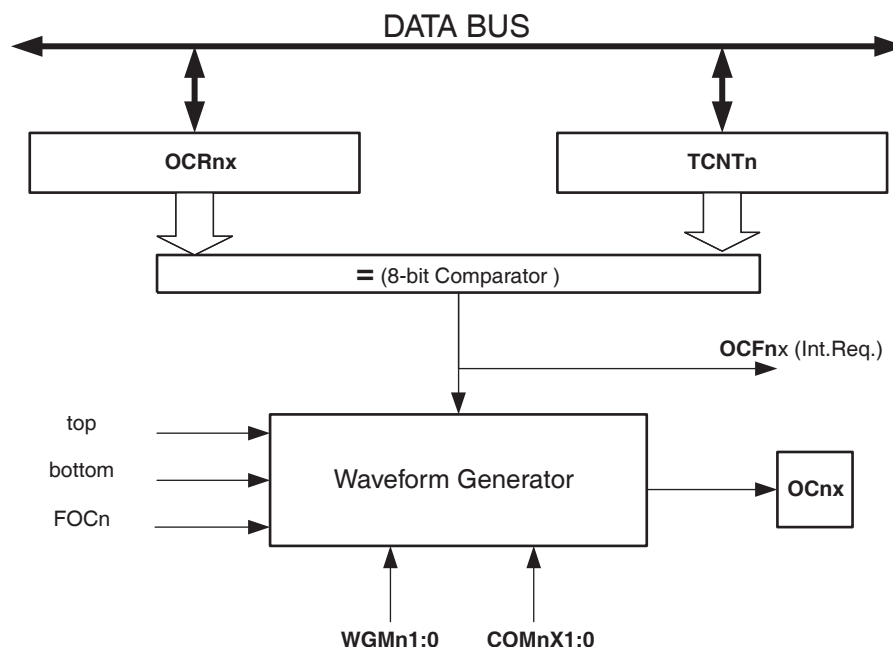 DATA BUS
OCRnx
TCNTn
= (8-bit Comparator )
OCFnx (Int.Req.)
top
bottom
FOCn
Waveform Generator
OCnx
WGMn1:0
COMnX1:0